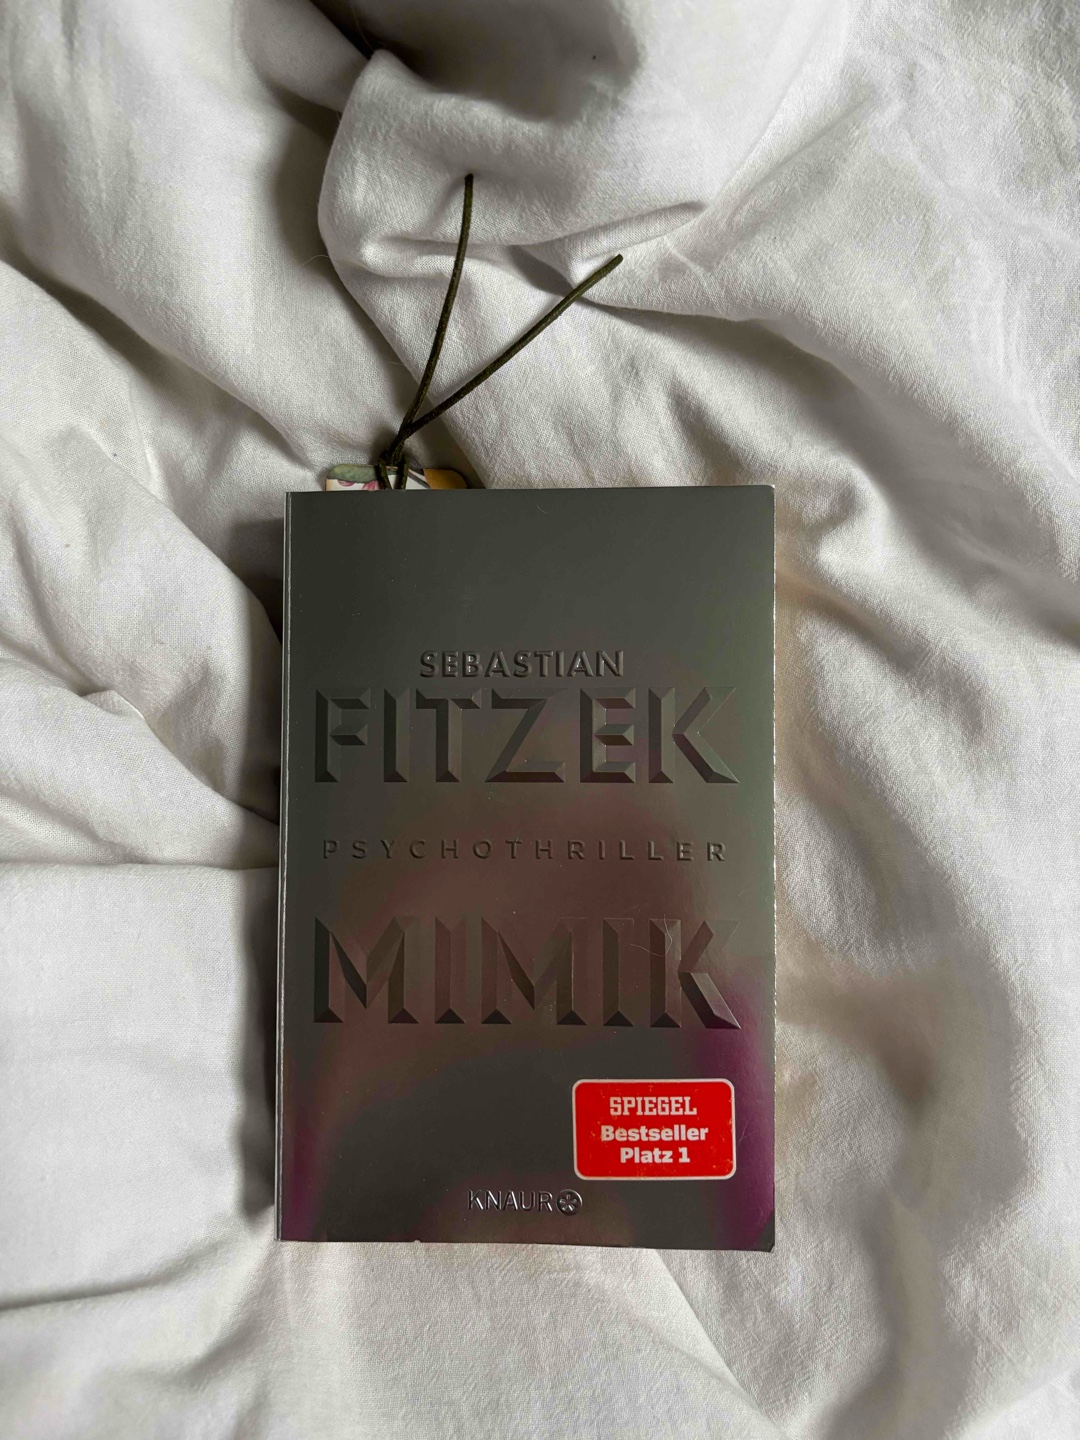 SEBASTIAN
FITZEK
PSYCHOTHRILLER
MIMIK
SPIEGEL
Bestseller
Platz 1
KNAUR